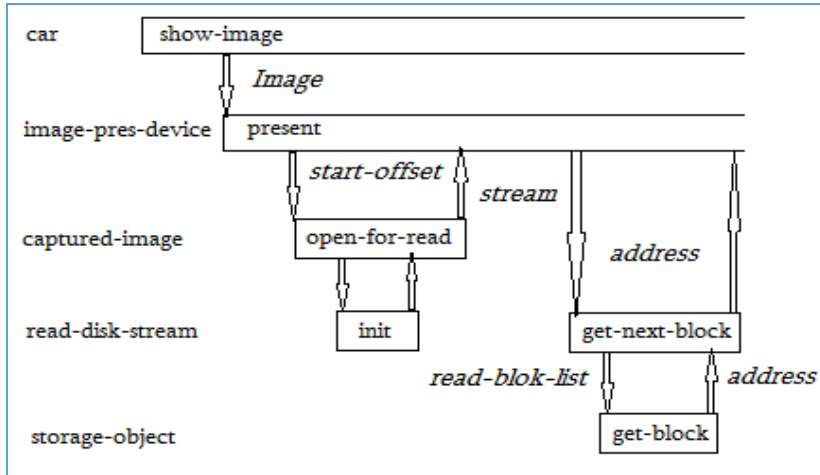 car show-image
Image
image-pres-device present
start-offset
stream
captured-image open-for-read
address
read-disk-stream init get-next-block
read-blok-list address
storage-object get-block